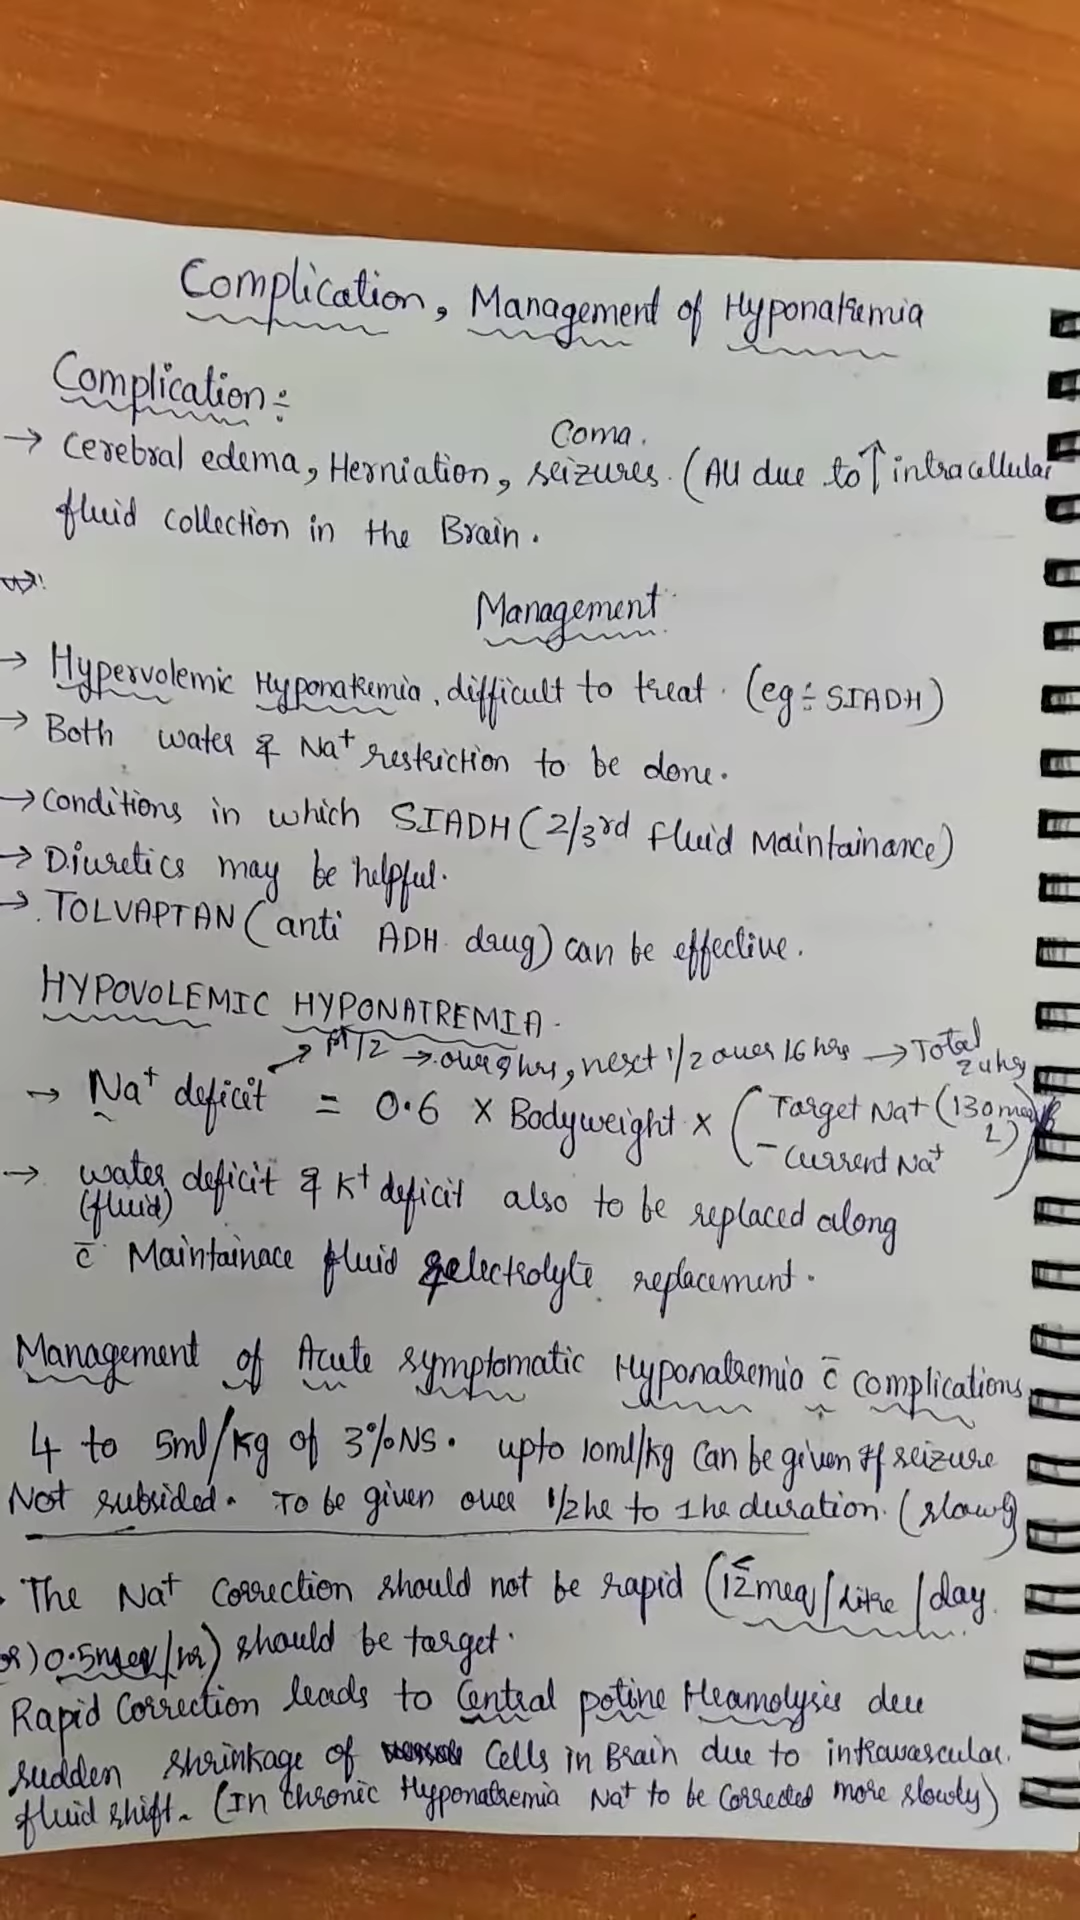 Complication, Management of Hyponatremia
Complication :-
Coma.
→ Cerebral edema, Herniation, seizures. (All due to ↑ intracellular
fluid collection in the Brain.
Management
→ Hypervolemic Hyponatremia, difficult to treat. (eg :- SIADH)
→ Both water & Na+ restriction to be done.
→ Conditions in which SIADH (2/3rd fluid Maintainance)
→ Diuretics may be helpful.
→ TOLVAPTAN (anti ADH drug) can be effective.
HYPOVOLEMIC HYPONATREMIA.
1/2 → over 8 hrs, next 1/2 over 16 hrs → Total 24 hrs
→ Na+ deficit = 0.6 x Bodyweight x (Target Na+ (130 meq/L)
- current Na+)
→ water deficit & K+ deficit also to be replaced along
(fluid)
c̄ Maintainace fluid & electrolyte replacement.
Management of Acute symptomatic Hyponatremia c̄ complications
4 to 5ml/kg of 3% NS. upto 10ml/kg can be given if seizure
Not subsided. To be given over 1/2hr to 1hr duration. (slowly)
The Na+ correction should not be rapid (≤12meq/litre/day
or) 0.5meq/hr) should be target.
Rapid Correction leads to Central potine Heamolysis due
sudden shrinkage of cells in Brain due to intravascular
fluid shift. (In chronic Hyponatremia Na+ to be corrected more slowly)